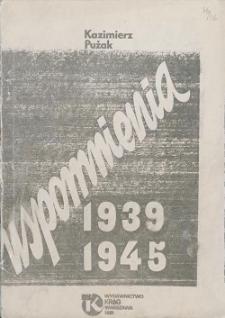 Kazimierz
Pużak
wspomnienia
1939
1945
WYDAWNICTWO
KRĄG
WARSZAWA